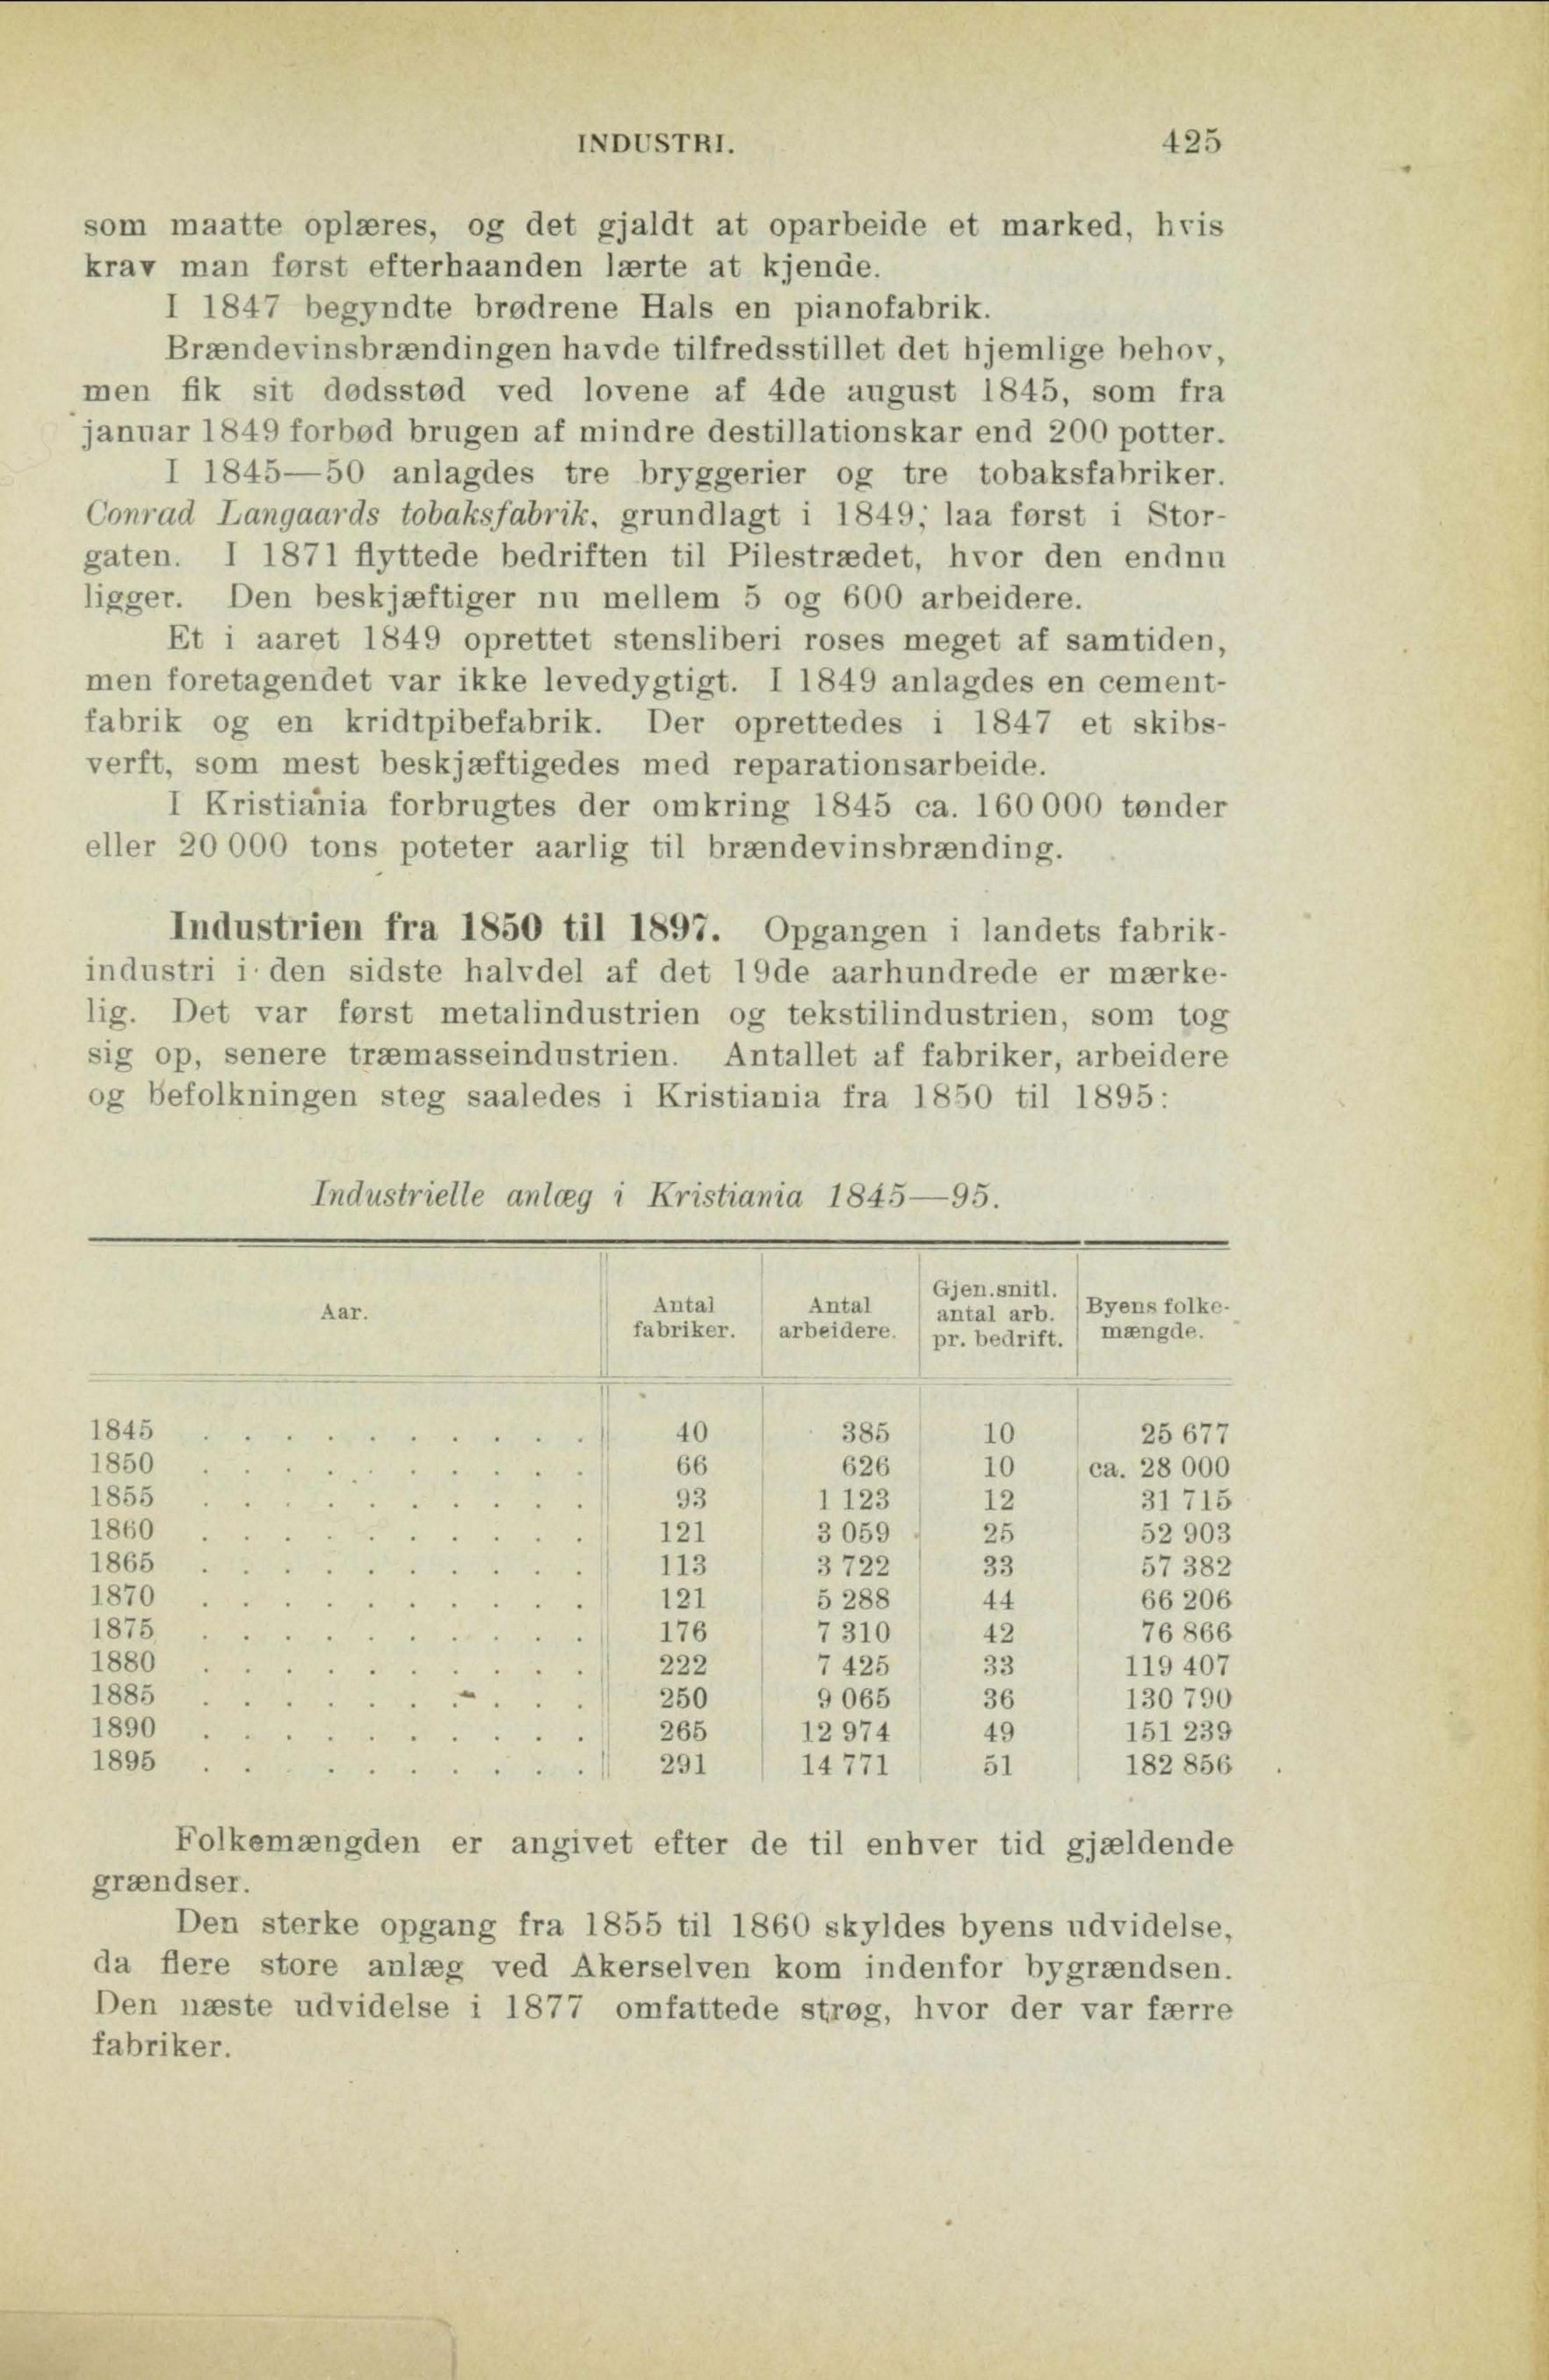 INDUSTRI. 425
som maatte oplæres, og det gjaldt at oparbeide et marked, hvis
krav man først efterhaanden lærte at kjende.
I 1847 begyndte brødrene Hals en pianofabrik.
Brændevinsbrændingen havde tilfredsstillet det hjemlige behov,
men fik sit dødsstød ved lovene af 4de august 1845, som fra
januar 1849 forbød brugen af mindre destillationskar end 200 potter.
I 1845—50 anlagdes tre bryggerier og tre tobaksfabriker.
Conrad Langaards tobaksfabrik, grundlagt i 1849; laa først i Stor-
gaten. I 1871 flyttede bedriften til Pilestrædet, hvor den endnu
ligger. Den beskjæftiger nu mellem 5 og 600 arbeidere.
Et i aaret 1849 oprettet stensliberi roses meget af samtiden,
men foretagendet var ikke levedygtigt. I 1849 anlagdes en cement-
fabrik og en kridtpibefabrik. Der oprettedes i 1847 et skibs-
verft, som mest beskjæftigedes med reparationsarbeide.
I Kristiania forbrugtes der omkring 1845 ca. 160 000 tønder
eller 20 000 tons poteter aarlig til brændevinsbrænding.
Industrien fra 1850 til 1897. Opgangen i landets fabrik-
industri i den sidste halvdel af det 19de aarhundrede er mærke-
lig. Det var først metalindustrien og tekstilindustrien, som tog
sig op, senere træmasseindustrien. Antallet af fabriker, arbeidere
og befolkningen steg saaledes i Kristiania fra 1850 til 1895:
Industrielle anlæg i Kristiania 1845—95.
Aar. Antal fabriker. Antal arbeidere. Gjen.snitl. antal arb. pr. bedrift. Byens folke- mængde.
1845 . . . . . . . . . . 40 385 10 25 677
1850 . . . . . . . . . . 66 626 10 ca. 28 000
1855 . . . . . . . . . . 93 1 123 12 31 715
1860 . . . . . . . . . . 121 3 059 25 52 903
1865 . . . . . . . . . . 113 3 722 33 57 382
1870 . . . . . . . . . . 121 5 288 44 66 206
1875 . . . . . . . . . . 176 7 310 42 76 866
1880 . . . . . . . . . . 222 7 425 33 119 407
1885 . . . . . . . . . . 250 9 065 36 130 790
1890 . . . . . . . . . . 265 12 974 49 151 239
1895 . . . . . . . . . . 291 14 771 51 182 856
Folkemængden er angivet efter de til enhver tid gjældende
grændser.
Den sterke opgang fra 1855 til 1860 skyldes byens udvidelse,
da flere store anlæg ved Akerselven kom indenfor bygrændsen.
Den næste udvidelse i 1877 omfattede strøg, hvor der var færre
fabriker.